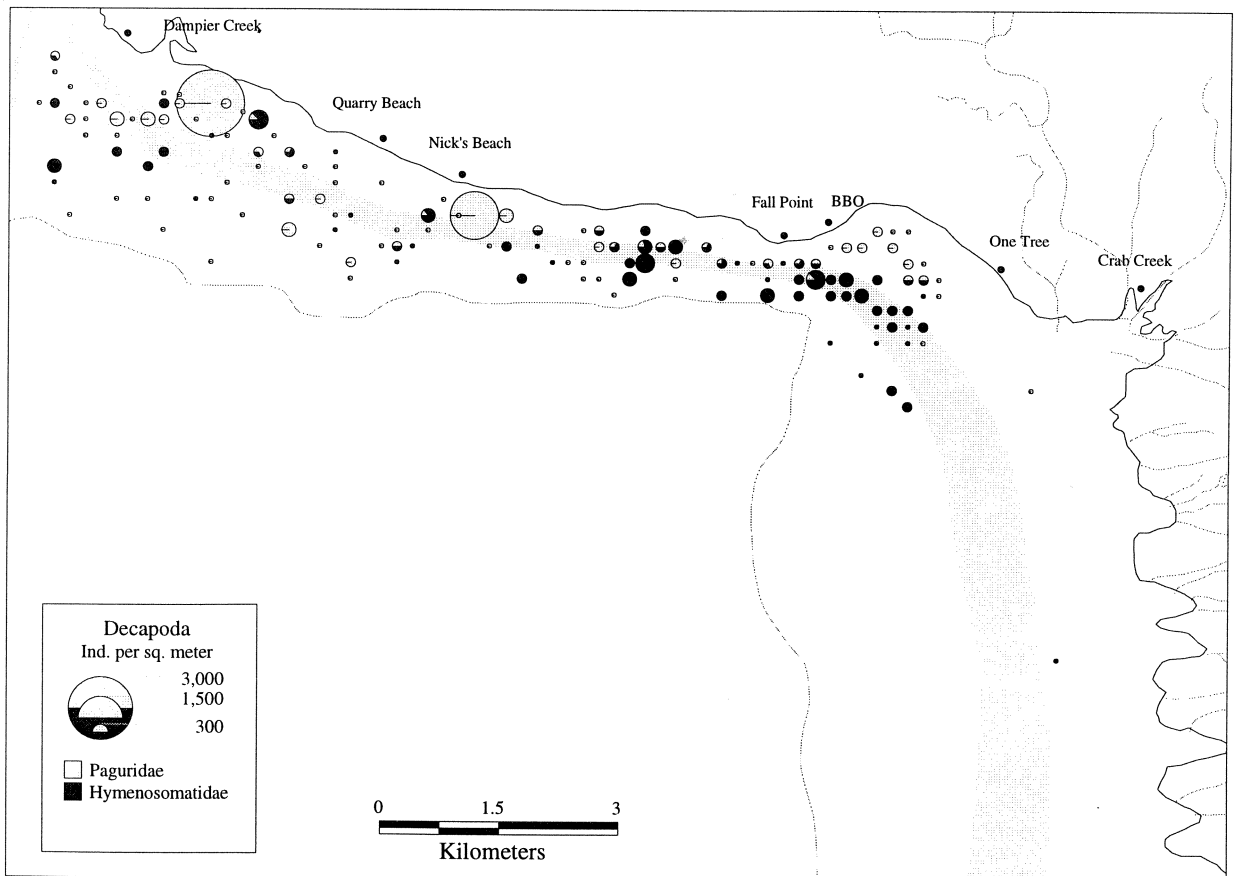 Dampier Creek
Quarry Beach
Nick's Beach
Fall Point
BBO
One Tree
Crab Creek
Decapoda
Ind. per sq. meter
3,000
1,500
300
Paguridae
Hymenosomatidae
0 1.5 3
Kilometers